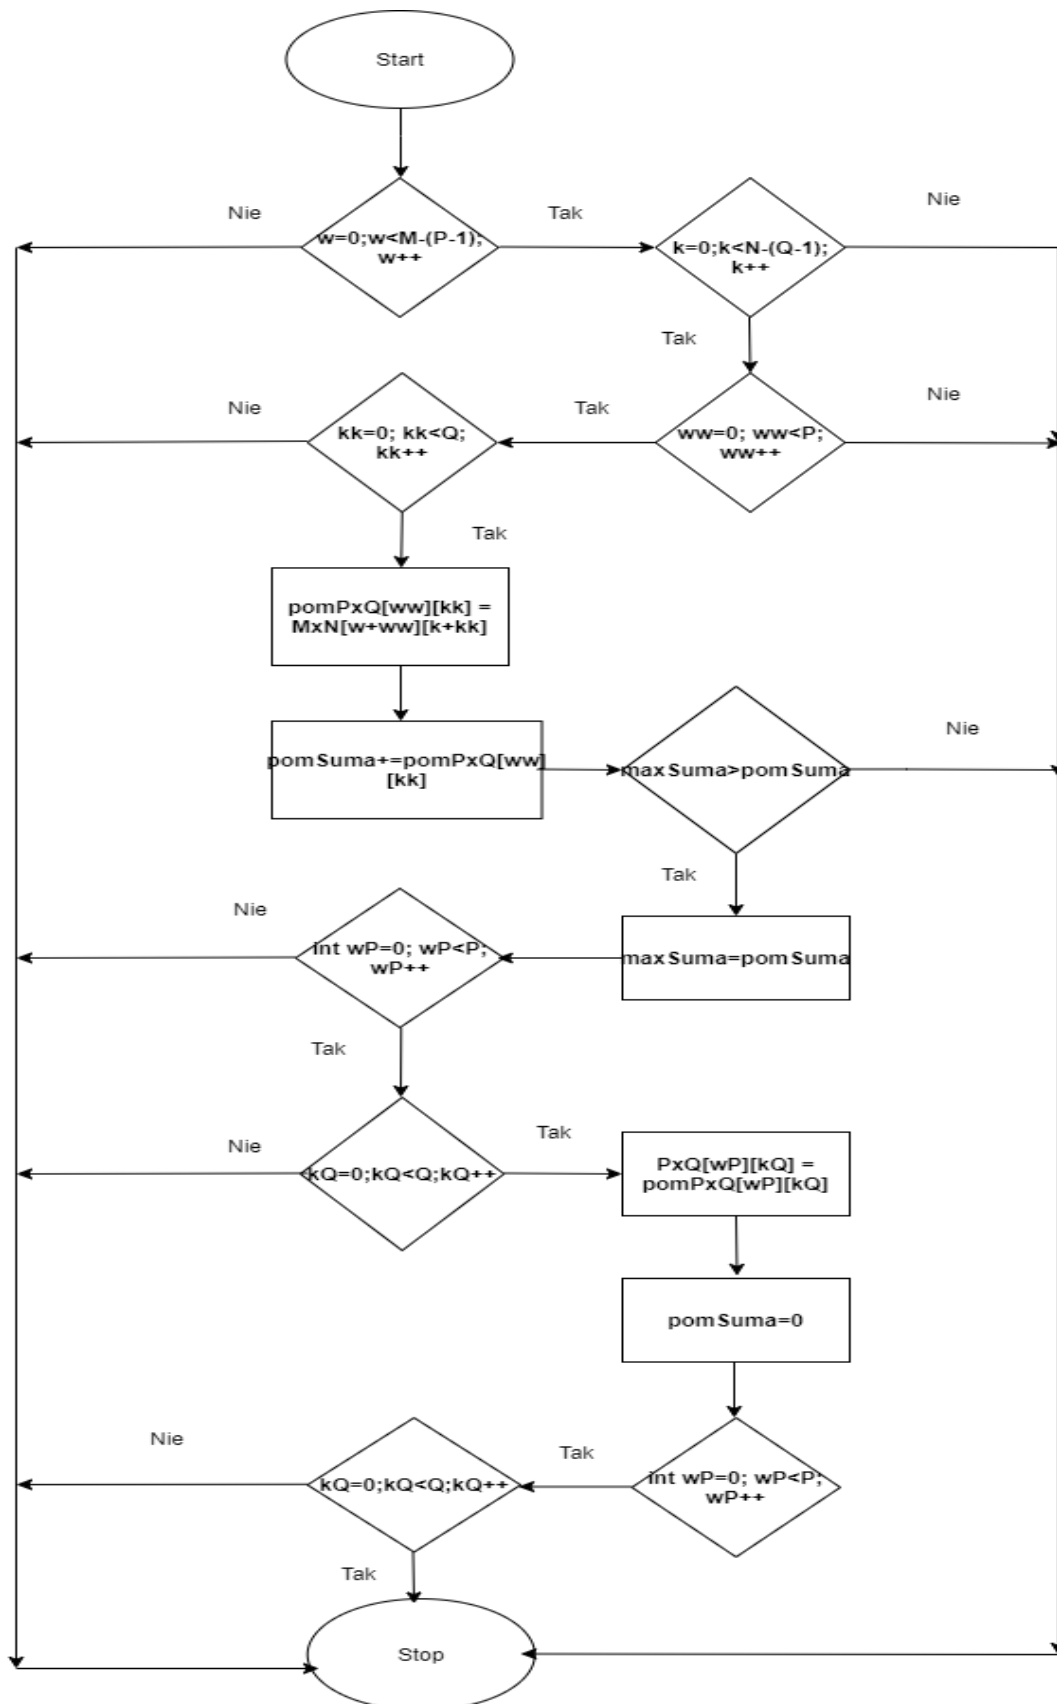 Start
Nie
w=0;w<M-(P-1);
w++
Tak
k=0;k<N-(Q-1);
k++
Nie
Tak
Nie
kk=0; kk<Q;
kk++
Tak
ww=0; ww<P;
ww++
Nie
Tak
pomPxQ[ww][kk] =
MxN[w+ww][k+kk]
pomSuma+=pomPxQ[ww]
[kk]
maxSuma>pomSuma
Nie
Tak
Nie
int wP=0; wP<P;
wP++
maxSuma=pomSuma
Tak
Nie
kQ=0;kQ<Q;kQ++
Tak
PxQ[wP][kQ] =
pomPxQ[wP][kQ]
pomSuma=0
Nie
kQ=0;kQ<Q;kQ++
Tak
int wP=0; wP<P;
wP++
Tak
Stop